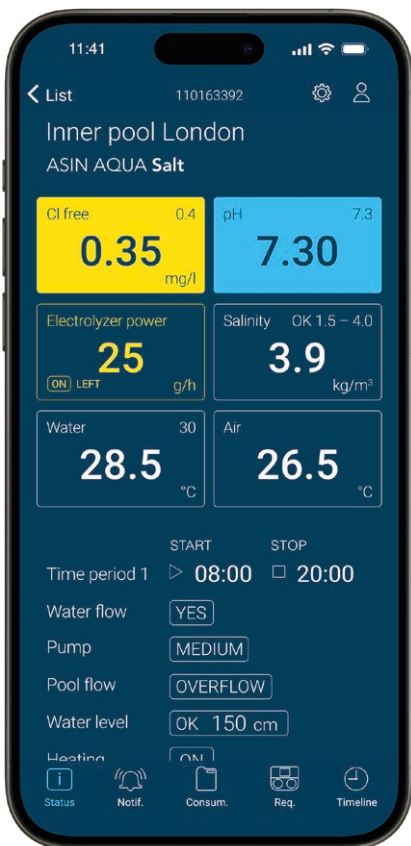 11:41
List 110163392
Inner pool London
ASIN AQUA Salt
Cl free 0.4
0.35
mg/l
pH 7.3
7.30
Electrolyzer power
25
ON LEFT g/h
Salinity OK 1.5 – 4.0
3.9
kg/m³
Water 30
28.5
°C
Air
26.5
°C
START STOP
Time period 1 08:00 20:00
Water flow YES
Pump MEDIUM
Pool flow OVERFLOW
Water level OK 150 cm
Heating ON
Status Notif. Consum. Req. Timeline